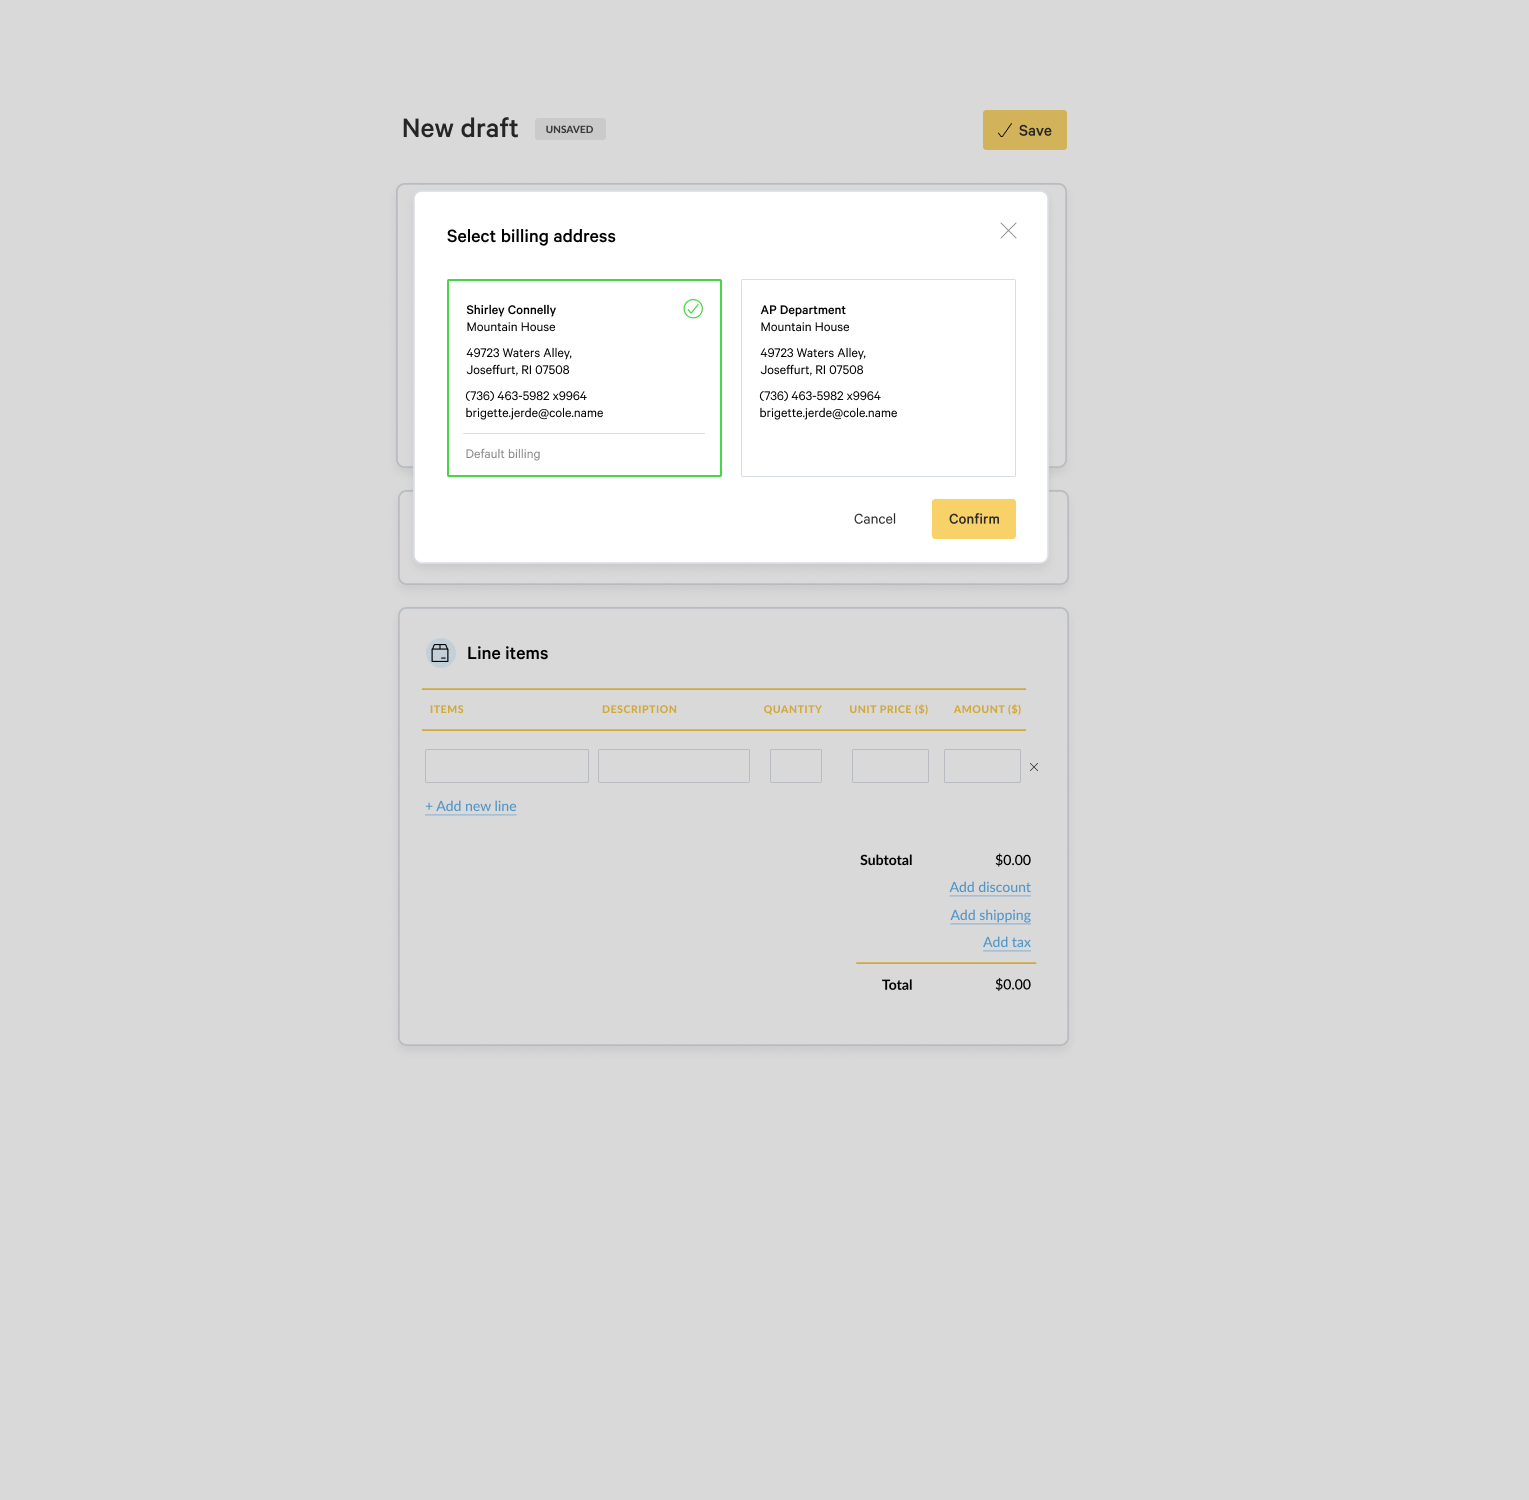 New draft
UNSAVED
Save
Select billing address
Shirley Connelly
Mountain House
49723 Waters Alley,
Joseffurt, RI 07508
(736) 463-5982 x9964
brigette.jerde@cole.name
Default billing
AP Department
Mountain House
49723 Waters Alley,
Joseffurt, RI 07508
(736) 463-5982 x9964
brigette.jerde@cole.name
Cancel
Confirm
Line items
ITEMS DESCRIPTION QUANTITY UNIT PRICE ($) AMOUNT ($)
+ Add new line
Subtotal $0.00
Add discount
Add shipping
Add tax
Total $0.00